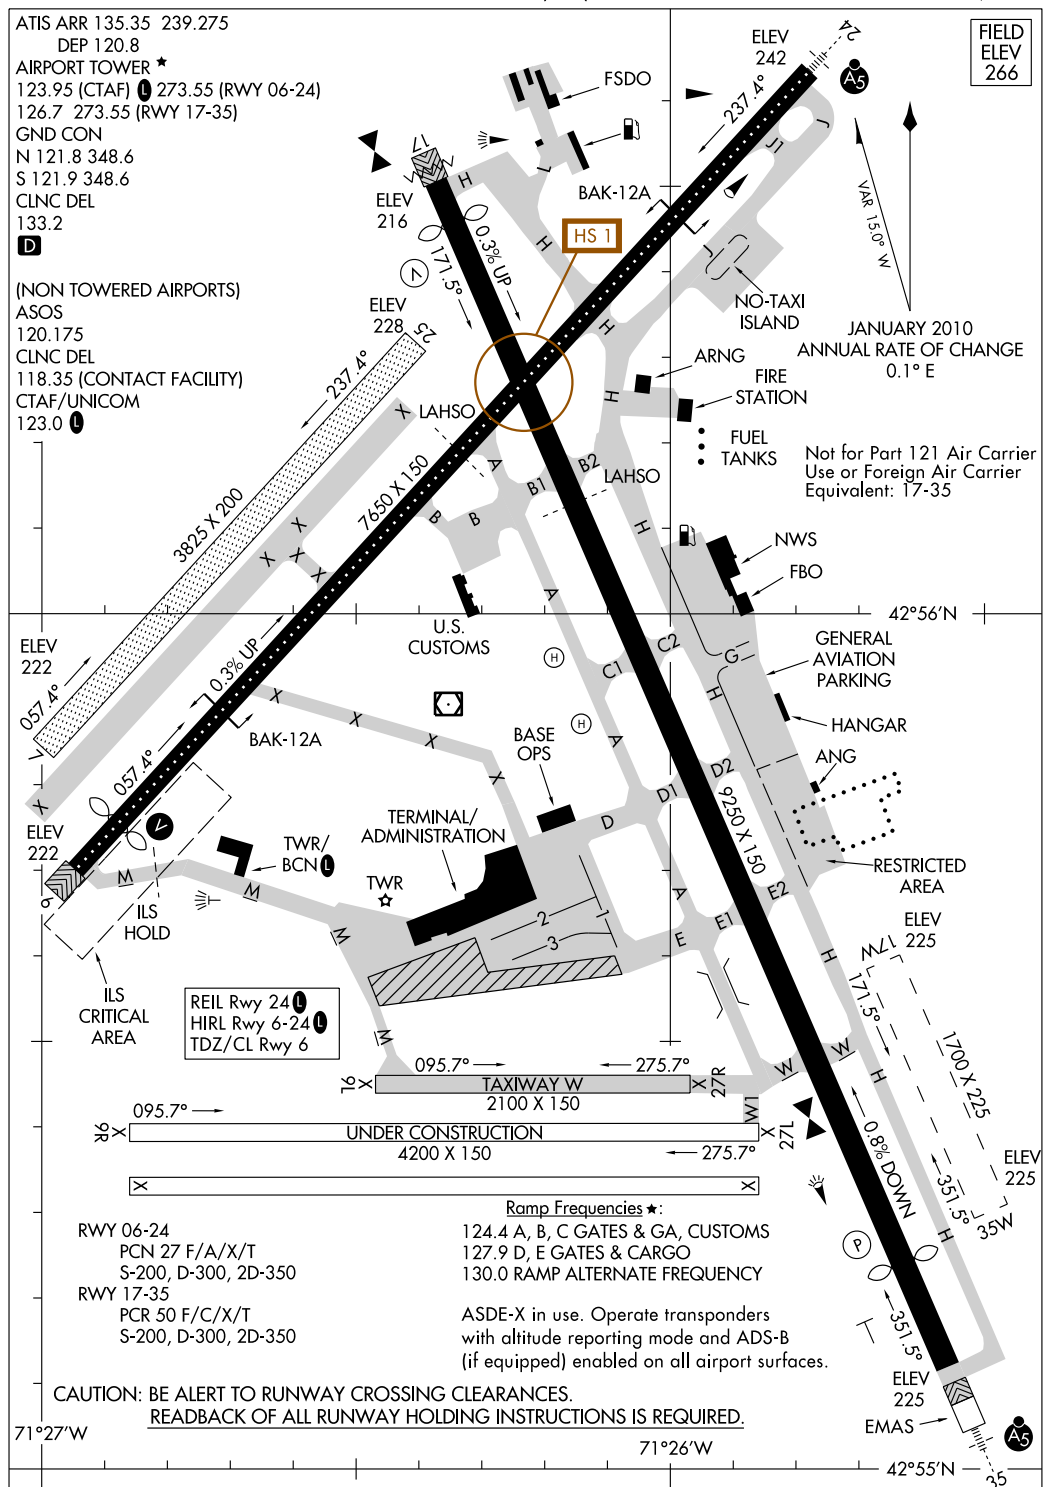 ATIS ARR 135.35 239.275
DEP 120.8
AIRPORT TOWER ★
123.95 (CTAF) L 273.55 (RWY 06-24)
126.7 273.55 (RWY 17-35)
GND CON
N 121.8 348.6
S 121.9 348.6
CLNC DEL
133.2
D
(NON TOWERED AIRPORTS)
ASOS
120.175
CLNC DEL
118.35 (CONTACT FACILITY)
CTAF/UNICOM
123.0 L
FIELD
ELEV
266
ELEV
242
24
A5
237.4°
FSDO
J
J1
L
17
H
ELEV
216
BAK-12A
HS 1
H
0.3% UP
171.5°
V
J
VAR 15.0° W
NO-TAXI
ISLAND
JANUARY 2010
ANNUAL RATE OF CHANGE
0.1° E
ELEV
228
25
237.4°
H
ARNG
FIRE
STATION
H
X
LAHSO
FUEL
TANKS
Not for Part 121 Air Carrier
Use or Foreign Air Carrier
Equivalent: 17-35
A
B2
B1
LAHSO
7650 X 150
3825 X 200
B
B
H
X
X
X
X
NWS
FBO
A
42°56'N
U.S.
CUSTOMS
ELEV
222
057.4°
7
0.3% UP
H
C2
C1
G
GENERAL
AVIATION
PARKING
X
X
X
X
H
HANGAR
BAK-12A
H
A
BASE
OPS
ANG
057.4°
D2
D1
D
9250 X 150
X
V
ELEV
222
TERMINAL/
ADMINISTRATION
TWR/
BCN L
TWR
RESTRICTED
AREA
M
M
M
6
ILS
HOLD
A
E2
E1
E
2
1
3
ELEV
225
17W
H
ILS
CRITICAL
AREA
REIL Rwy 24 L
HIRL Rwy 6-24 L
TDZ/CL Rwy 6
M
171.5°
1700 X 225
W
W
H
095.7°
275.7°
9L
X
TAXIWAY W
X
27R
2100 X 150
W1
095.7°
9R
X
UNDER CONSTRUCTION
X
27L
4200 X 150
275.7°
0.8% DOWN
ELEV
225
351.5°
35W
H
X
X
RWY 06-24
PCN 27 F/A/X/T
S-200, D-300, 2D-350
RWY 17-35
PCR 50 F/C/X/T
S-200, D-300, 2D-350
Ramp Frequencies ★:
124.4 A, B, C GATES & GA, CUSTOMS
127.9 D, E GATES & CARGO
130.0 RAMP ALTERNATE FREQUENCY
P
ASDE-X in use. Operate transponders
with altitude reporting mode and ADS-B
(if equipped) enabled on all airport surfaces.
351.5°
ELEV
225
CAUTION: BE ALERT TO RUNWAY CROSSING CLEARANCES.
READBACK OF ALL RUNWAY HOLDING INSTRUCTIONS IS REQUIRED.
EMAS
A5
71°27'W
71°26'W
42°55'N
35